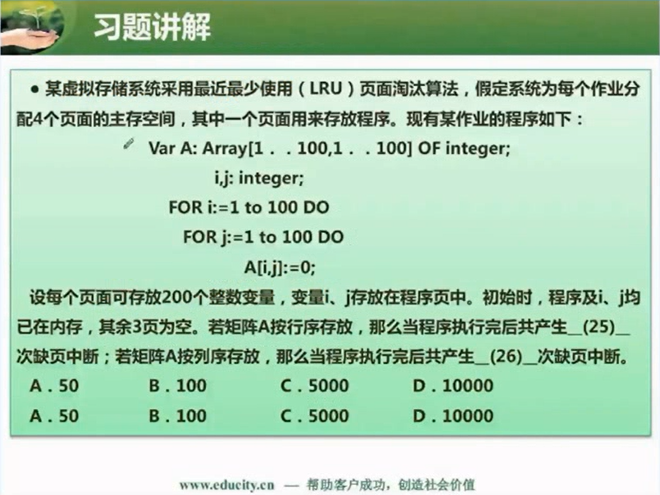 习题讲解
● 某虚拟存储系统采用最近最少使用（LRU）页面淘汰算法，假定系统为每个作业分
配4个页面的主存空间，其中一个页面用来存放程序。现有某作业的程序如下：
Var A: Array[1．．100,1．．100] OF integer;
i,j: integer;
FOR i:=1 to 100 DO
FOR j:=1 to 100 DO
A[i,j]:=0;
设每个页面可存放200个整数变量，变量i、j存放在程序页中。初始时，程序及i、j均
已在内存，其余3页为空。若矩阵A按行序存放，那么当程序执行完后共产生__(25)__
次缺页中断；若矩阵A按列序存放，那么当程序执行完后共产生__(26)__次缺页中断。
A．50 B．100 C．5000 D．10000
A．50 B．100 C．5000 D．10000
www.educity.cn — 帮助客户成功，创造社会价值